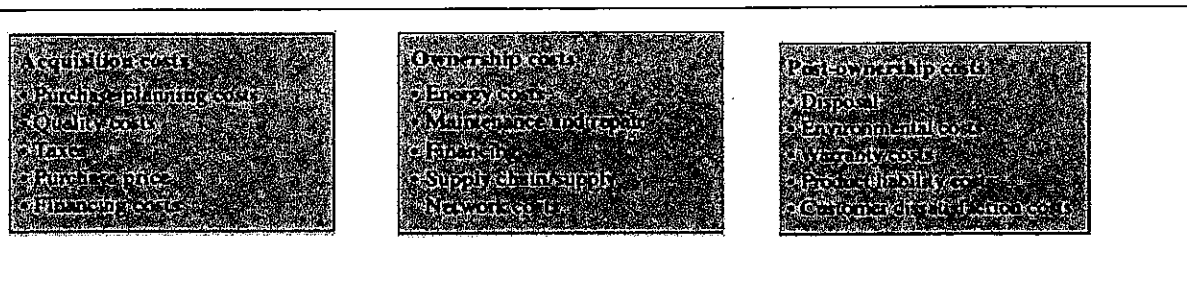 Acquisition costs:
• Purchase planning costs
• Quality costs
• Taxes
• Purchase price
• Financing costs
Ownership costs:
• Energy costs
• Maintenance and repair
• Financing
• Supply chain/supply
Network costs
Post-ownership costs
• Disposal
• Environmental costs
• Warranty costs
• Product liability costs
• Customer dissatisfaction costs